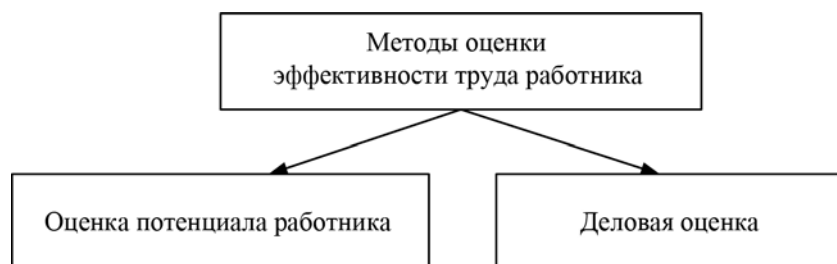 Методы оценки
эффективности труда работника
Оценка потенциала работника
Деловая оценка